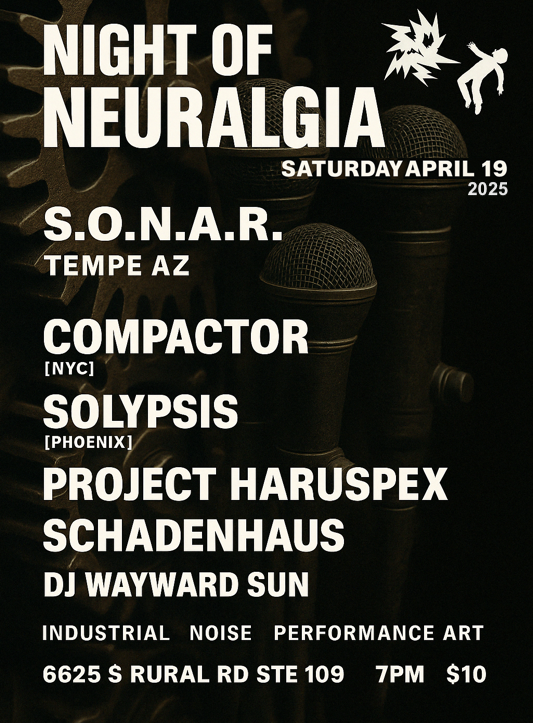 NIGHT OF
NEURALGIA
SATURDAY APRIL 19
2025
S.O.N.A.R.
TEMPE AZ
COMPACTOR
[NYC]
SOLYPSIS
[PHOENIX]
PROJECT HARUSPEX
SCHADENHAUS
DJ WAYWARD SUN
INDUSTRIAL NOISE PERFORMANCE ART
6625 S RURAL RD STE 109 7PM $10